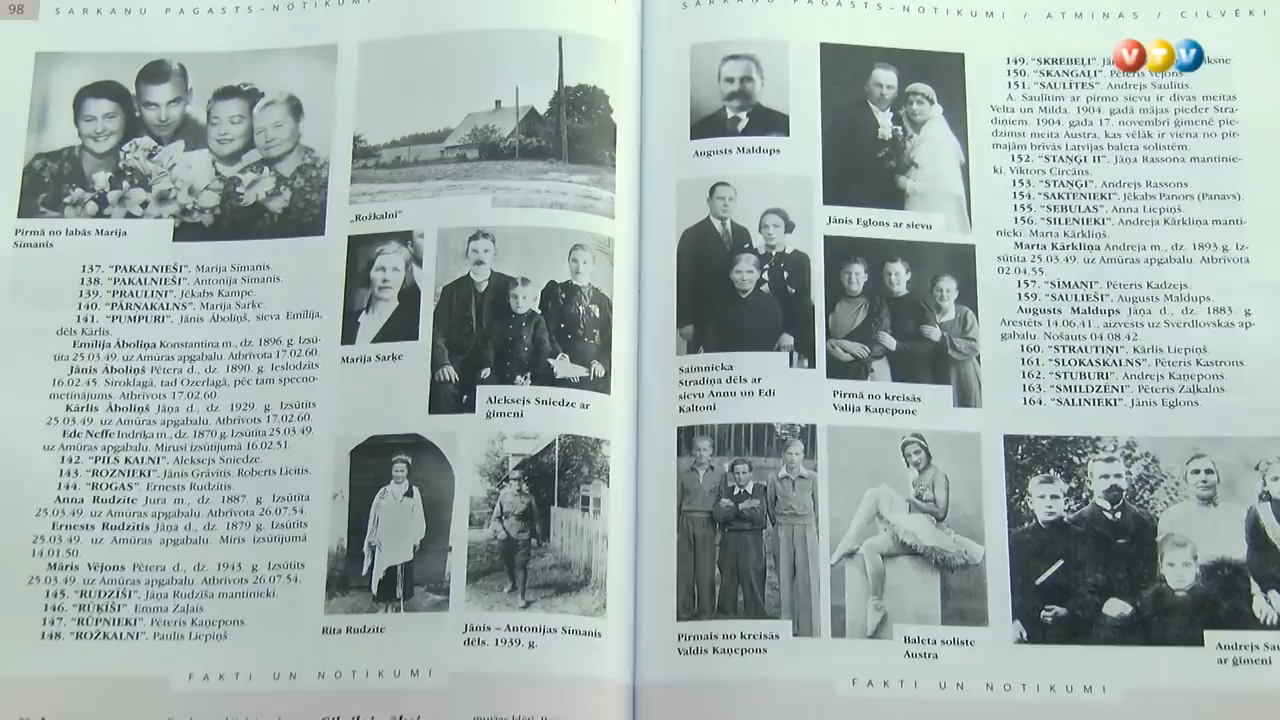 98 SARKAŅU PAGASTS-NOTIKUMI
Pirmā no labās Marija
Sīmanis
„Rožkalni"
Marija Sarķe
Aleksejs Sniedze ar
ģimeni
Rita Rudzīte
Jānis – Antonijas Sīmanis
dēls. 1939. g.
137. "PAKALNIEŠI". Marija Sīmanis.
138. "PAKALNIEŠI". Antonija Sīmanis.
139. "PRAULIŅI". Jēkabs Kampe.
140. "PĀRŅAKALNS". Marija Sarķe.
141. "PUMPURI". Jānis Āboliņš, sieva Emīlija,
dēls Kārlis.
Emīlija Āboliņa Konstantīna m., dz. 1896. g. Izsū-
tīta 25.03.49. uz Amūras apgabalu. Atbrīvota 17.02.60.
Jānis Āboliņš Pētera d., dz. 1890. g. Ieslodzīts
16.02.45. Siroklagā, tad Ozerlagā, pēc tam specno-
metinājums. Atbrīvots 17.02.60.
Kārlis Āboliņš Jāņa d., dz. 1929. g. Izsūtīts
25.03.49. uz Amūras apgabalu. Atbrīvots 17.02.60.
Ede Neffe Indriķa m., dz. 1870.g. Izsūtīta 25.03.49.
uz Amūras apgabalu. Mirusi izsūtījumā 16.02.51.
142. "PILS KALNI". Aleksejs Sniedze.
143. "ROZNIEKI". Jānis Grāvītis. Roberts Līcītis.
144. "ROGAS". Ernests Rudzītis.
Anna Rudzīte Jura m., dz. 1887. g. Izsūtīta
25.03.49. uz Amūras apgabalu. Atbrīvota 26.07.54.
Ernests Rudzītis Jāņa d., dz. 1879 g. Izsūtīts
25.03.49. uz Amūras apgabalu. Miris izsūtījumā
14.01.50.
Māris Vējons Pētera d., dz. 1943. g. Izsūtīts
25.03.49. uz Amūras apgabalu. Atbrīvots 26.07.54.
145. "RUDZĪŠI". Jāņa Rudzīša mantinieki.
146. "RŪĶĪŠI". Emma Zaļais.
147. "RŪPNIEKI". Pēteris Kaņepons.
148. "ROŽKALNI". Paulis Liepiņš.
FAKTI UN NOTIKUMI
SARKAŅU PAGASTS-NOTIKUMI / ATMIŅAS / CILVĒKI
VTV
Augusts Maldups
Jānis Eglons ar sievu
Saimnieka
Stradiņa dēls ar
sievu Annu un Edi
Kaltoni
Pirmā no kreisās
Valija Kaņepone
Pirmais no kreisās
Valdis Kaņepons
Baleta soliste
Austra
149. "SKREBEĻI".
150. "SKANGAĻI". Pēteris Vējons
151. "SAULĪTES". Andrejs Saulītis.
A. Saulītim ar pirmo sievu ir divas meitas
Velta un Milda. 1904. gadā mājas pieder Stra-
diņiem. 1904. gada 17. novembrī ģimenē pie-
dzimst meita Austra, kas vēlāk ir viena no pir-
majām brīvās Latvijas baleta solistēm.
152. "STAŅĢI II". Jāņa Rassona mantinie-
ki. Viktors Circāns.
153. "STAŅĢI". Andrejs Rassons.
154. "SAKTENIEKI". Jēkabs Panors (Panavs).
155. "SEBULAS". Anna Liepiņš.
156. "SILENIEKI". Andreja Kārkliņa manti-
nieki. Marta Kārkliņš.
Marta Kārkliņa Andreja m., dz. 1893 g. Iz-
sūtīta 25.03.49. uz Amūras apgabalu. Atbrīvota
02.04.55.
157. "SĪMAŅI". Pēteris Kadzejs.
159. "SAULIEŠI". Augusts Maldups.
Augusts Maldups Jāņa d., dz. 1883. g.
Arestēts 14.06.41., aizvests uz Sverdlovskas ap-
gabalu. Nošauts 04.08.42.
160. "STRAUTIŅI". Kārlis Liepiņš.
161. "SLOKASKALNS". Pēteris Kastrons.
162. "STUBURI". Andrejs Kaņepons.
163. "SMILDZĒNI". Pēteris Zaļkalns.
164. "SALINIEKI". Jānis Eglons.
Andrejs Sau
ar ģimeni
FAKTI UN NOTIKUMI